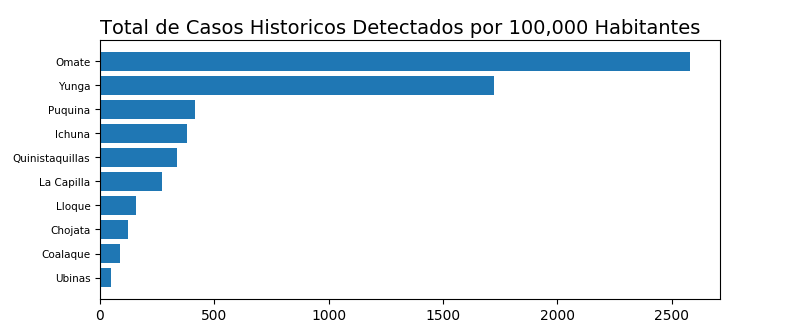 Total de Casos Historicos Detectados por 100,000 Habitantes
Omate
Yunga
Puquina
Ichuna
Quinistaquillas
La Capilla
Lloque
Chojata
Coalaque
Ubinas
0 500 1000 1500 2000 2500